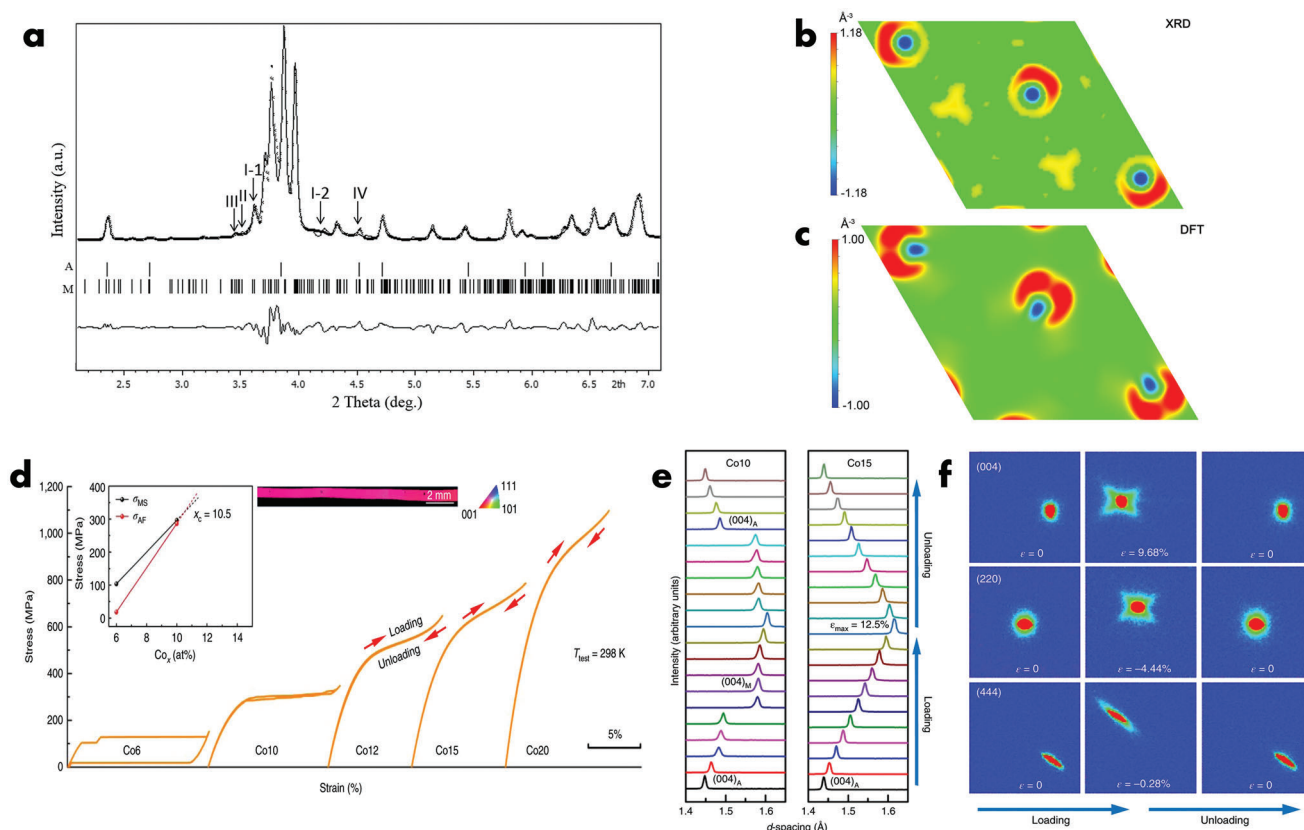 a
Intensity (a.u.)
III
II
I-1
I-2
IV
A
M
2.5 3.0 3.5 4.0 4.5 5.0 5.5 6.0 6.5 2th 7.0
2 Theta (deg.)
b
Å-3
1.18
-1.18
XRD
c
Å-3
1.00
-1.00
DFT
d
Stress (MPa)
1,200
1,000
800
600
400
200
0
Stress (MPa)
400
300
200
100
0
σMS
σAF
χc = 10.5
6 8 10 12 14
Cox (at%)
2 mm
111
001 101
Loading
Unloading
Ttest = 298 K
5%
Co6 Co10 Co12 Co15 Co20
Strain (%)
e
Intensity (arbitrary units)
Co10
(004)A
(004)M
(004)A
Co15
εmax = 12.5%
(004)A
Unloading
Loading
1.4 1.5 1.6
1.4 1.5 1.6
d-spacing (Å)
f
(004)
ε = 0 ε = 9.68% ε = 0
(220)
ε = 0 ε = −4.44% ε = 0
(444)
ε = 0 ε = −0.28% ε = 0
Loading Unloading